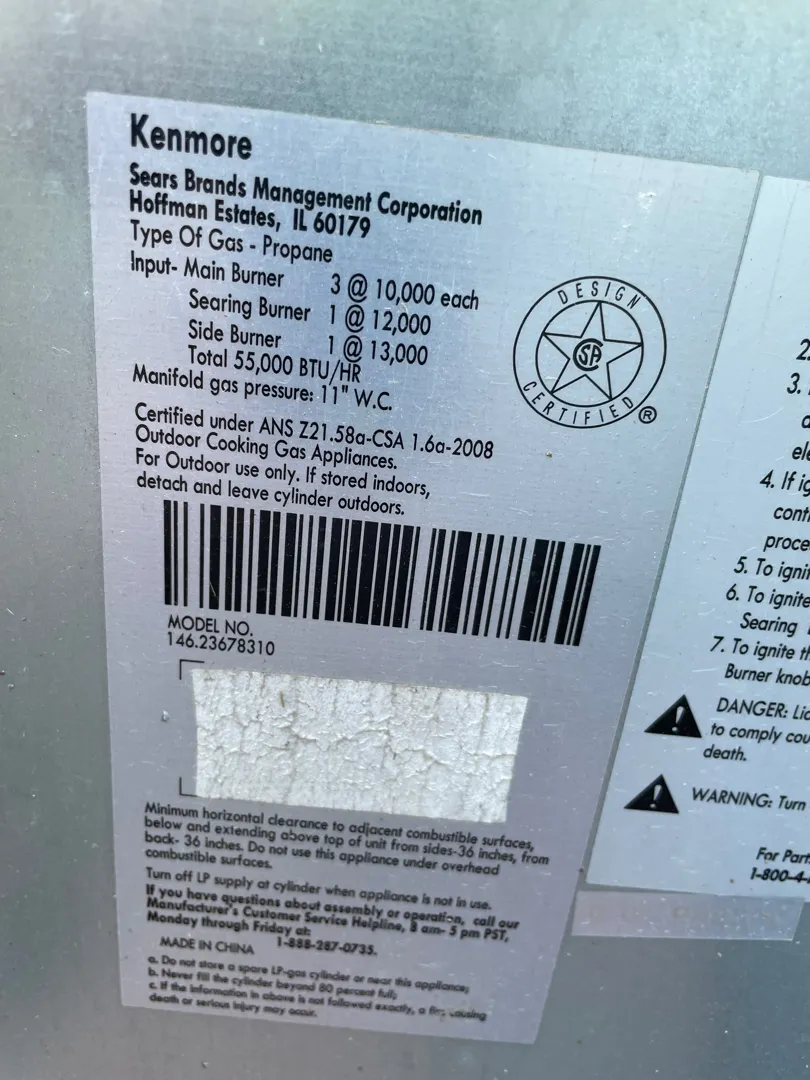 Kenmore
Sears Brands Management Corporation
Hoffman Estates, IL 60179
Type Of Gas - Propane
Input- Main Burner 3 @ 10,000 each
Searing Burner 1 @ 12,000
Side Burner 1 @ 13,000
Total 55,000 BTU/HR
Manifold gas pressure: 11" W.C.
Certified under ANS Z21.58a-CSA 1.6a-2008
Outdoor Cooking Gas Appliances.
For Outdoor use only. If stored indoors,
detach and leave cylinder outdoors.
DESIGN
SA
CERTIFIED ®
MODEL NO.
146.23678310
Minimum horizontal clearance to adjacent combustible surfaces,
below and extending above top of unit from sides-36 inches, from
back- 36 inches. Do not use this appliance under overhead
combustible surfaces.
Turn off LP supply at cylinder when appliance is not in use.
If you have questions about assembly or operation, call our
Manufacturer's Customer Service Helpline, 8 am- 5 pm PST,
Monday through Friday at:
MADE IN CHINA 1-888-287-0735.
a. Do not store a spare LP-gas cylinder or near this appliance;
b. Never fill the cylinder beyond 80 percent full;
c. If the information in above is not followed exactly, a fire causing
death or serious injury may occur.
2.
3.
4. If ig
cont
proce
5. To ignit
6. To ignite
Searing
7. To ignite th
Burner knob
DANGER: Liq
to comply cou
death.
WARNING: Turn
For Part
1-800-4-